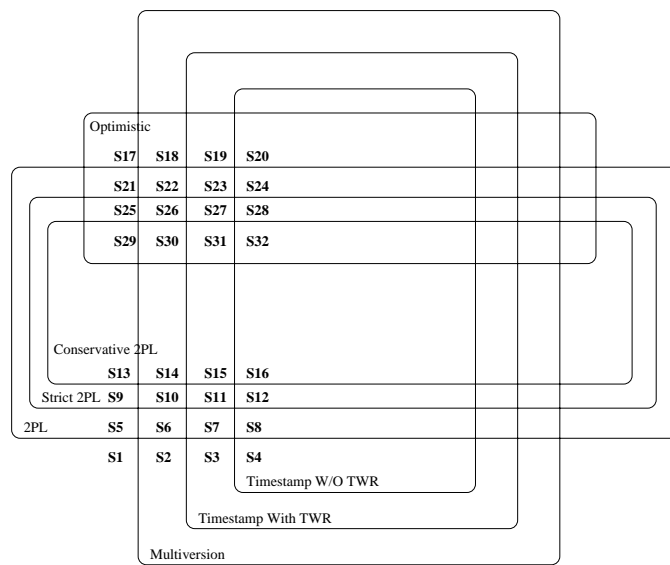 Optimistic
S17 S18 S19 S20
S21 S22 S23 S24
S25 S26 S27 S28
S29 S30 S31 S32
Conservative 2PL
S13 S14 S15 S16
Strict 2PL S9 S10 S11 S12
2PL S5 S6 S7 S8
S1 S2 S3 S4
Timestamp W/O TWR
Timestamp With TWR
Multiversion